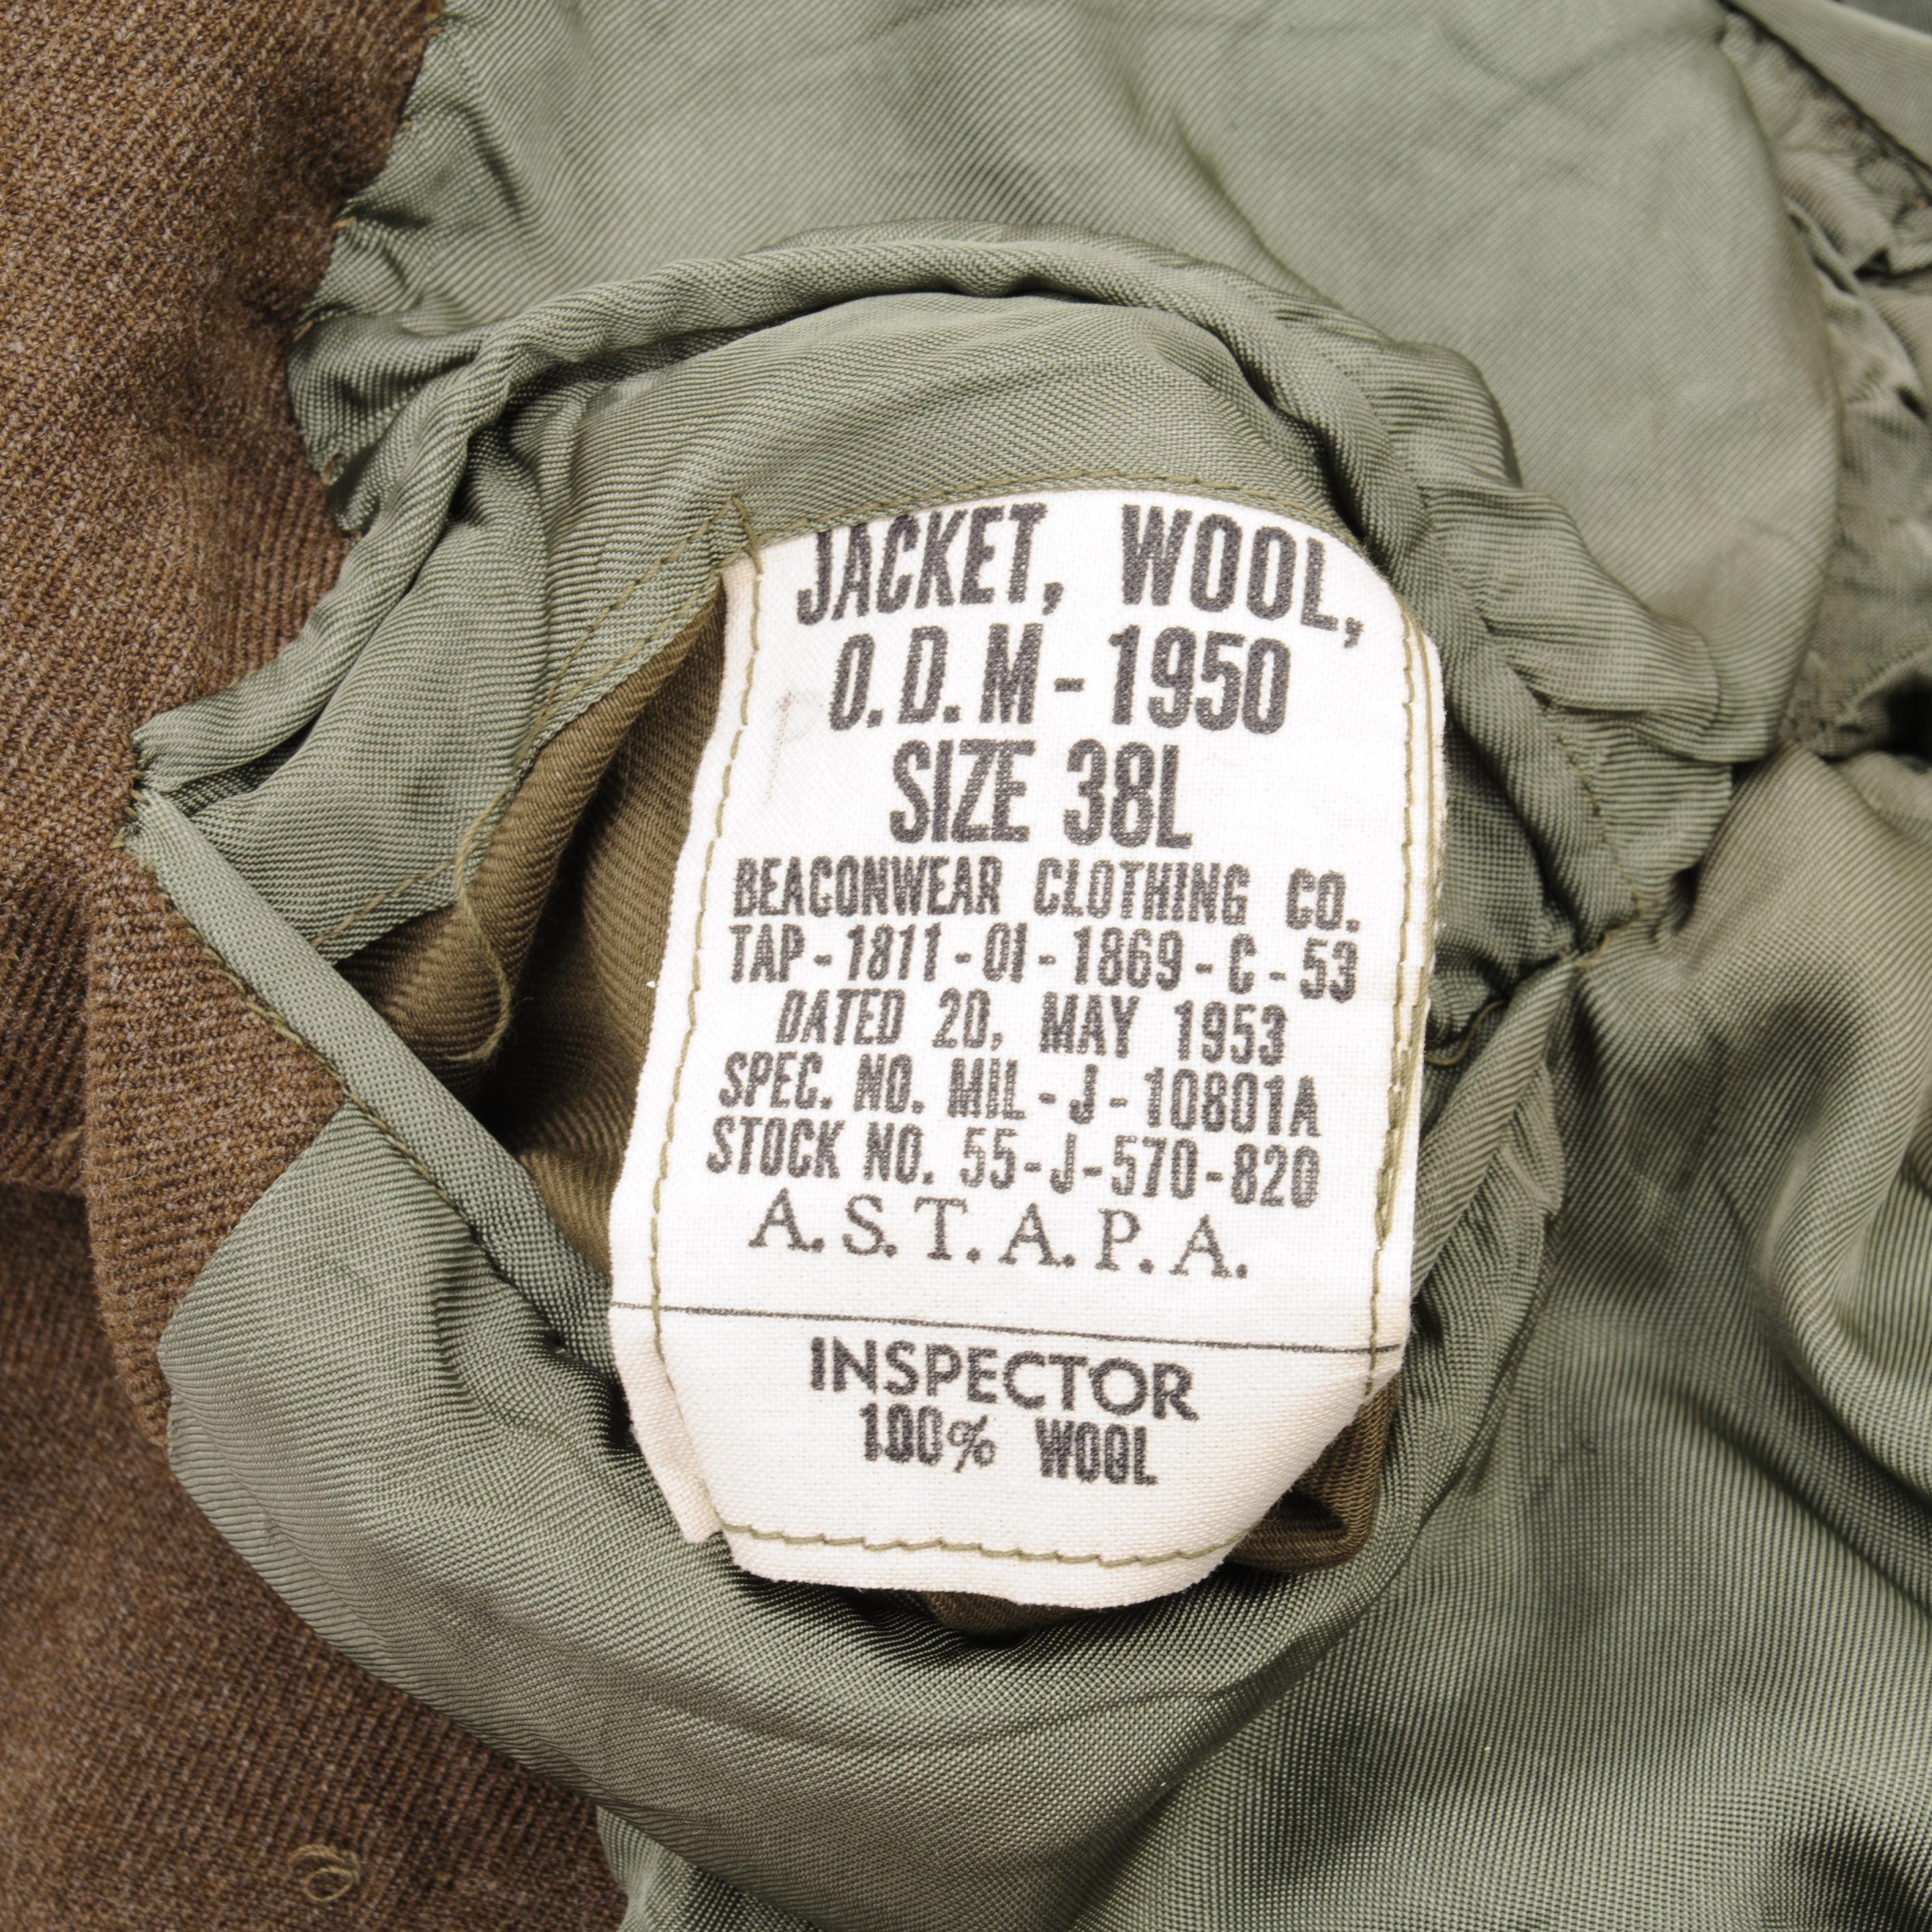 JACKET, WOOL,
O.D.M-1950
SIZE 38L
BEACONWEAR CLOTHING CO.
TAP-1811-OI-1869-C-53
DATED 20, MAY 1953
SPEC. NO. MIL-J-10801A
STOCK NO. 55-J-570-820
A.S.T.A.P.A.
INSPECTOR
100% WOOL